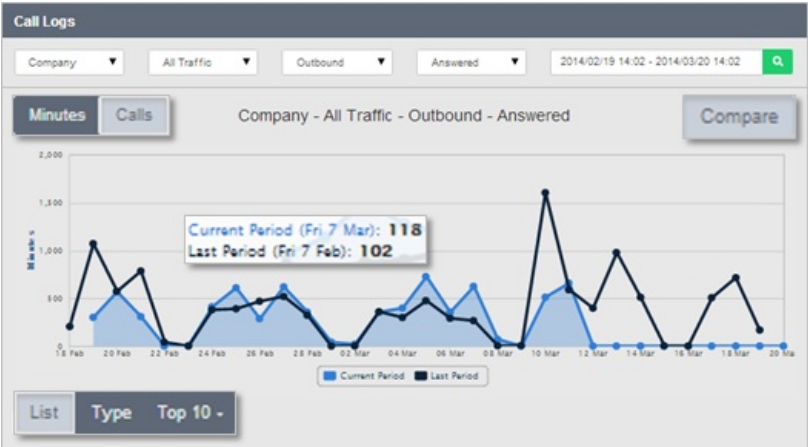 Call Logs
Company All Traffic Outbound Answered 2014/02/19 14:02 - 2014/03/20 14:02
Minutes Calls Company - All Traffic - Outbound - Answered Compare
2,000
1,500
1,000
500
0
Minutes
Current Period (Fri 7 Mar): 118
Last Period (Fri 7 Feb): 102
18 Feb 20 Feb 22 Feb 24 Feb 26 Feb 28 Feb 02 Mar 04 Mar 06 Mar 08 Mar 10 Mar 12 Mar 14 Mar 16 Mar 18 Mar 20 Ma
Current Period Last Period
List Type Top 10 -